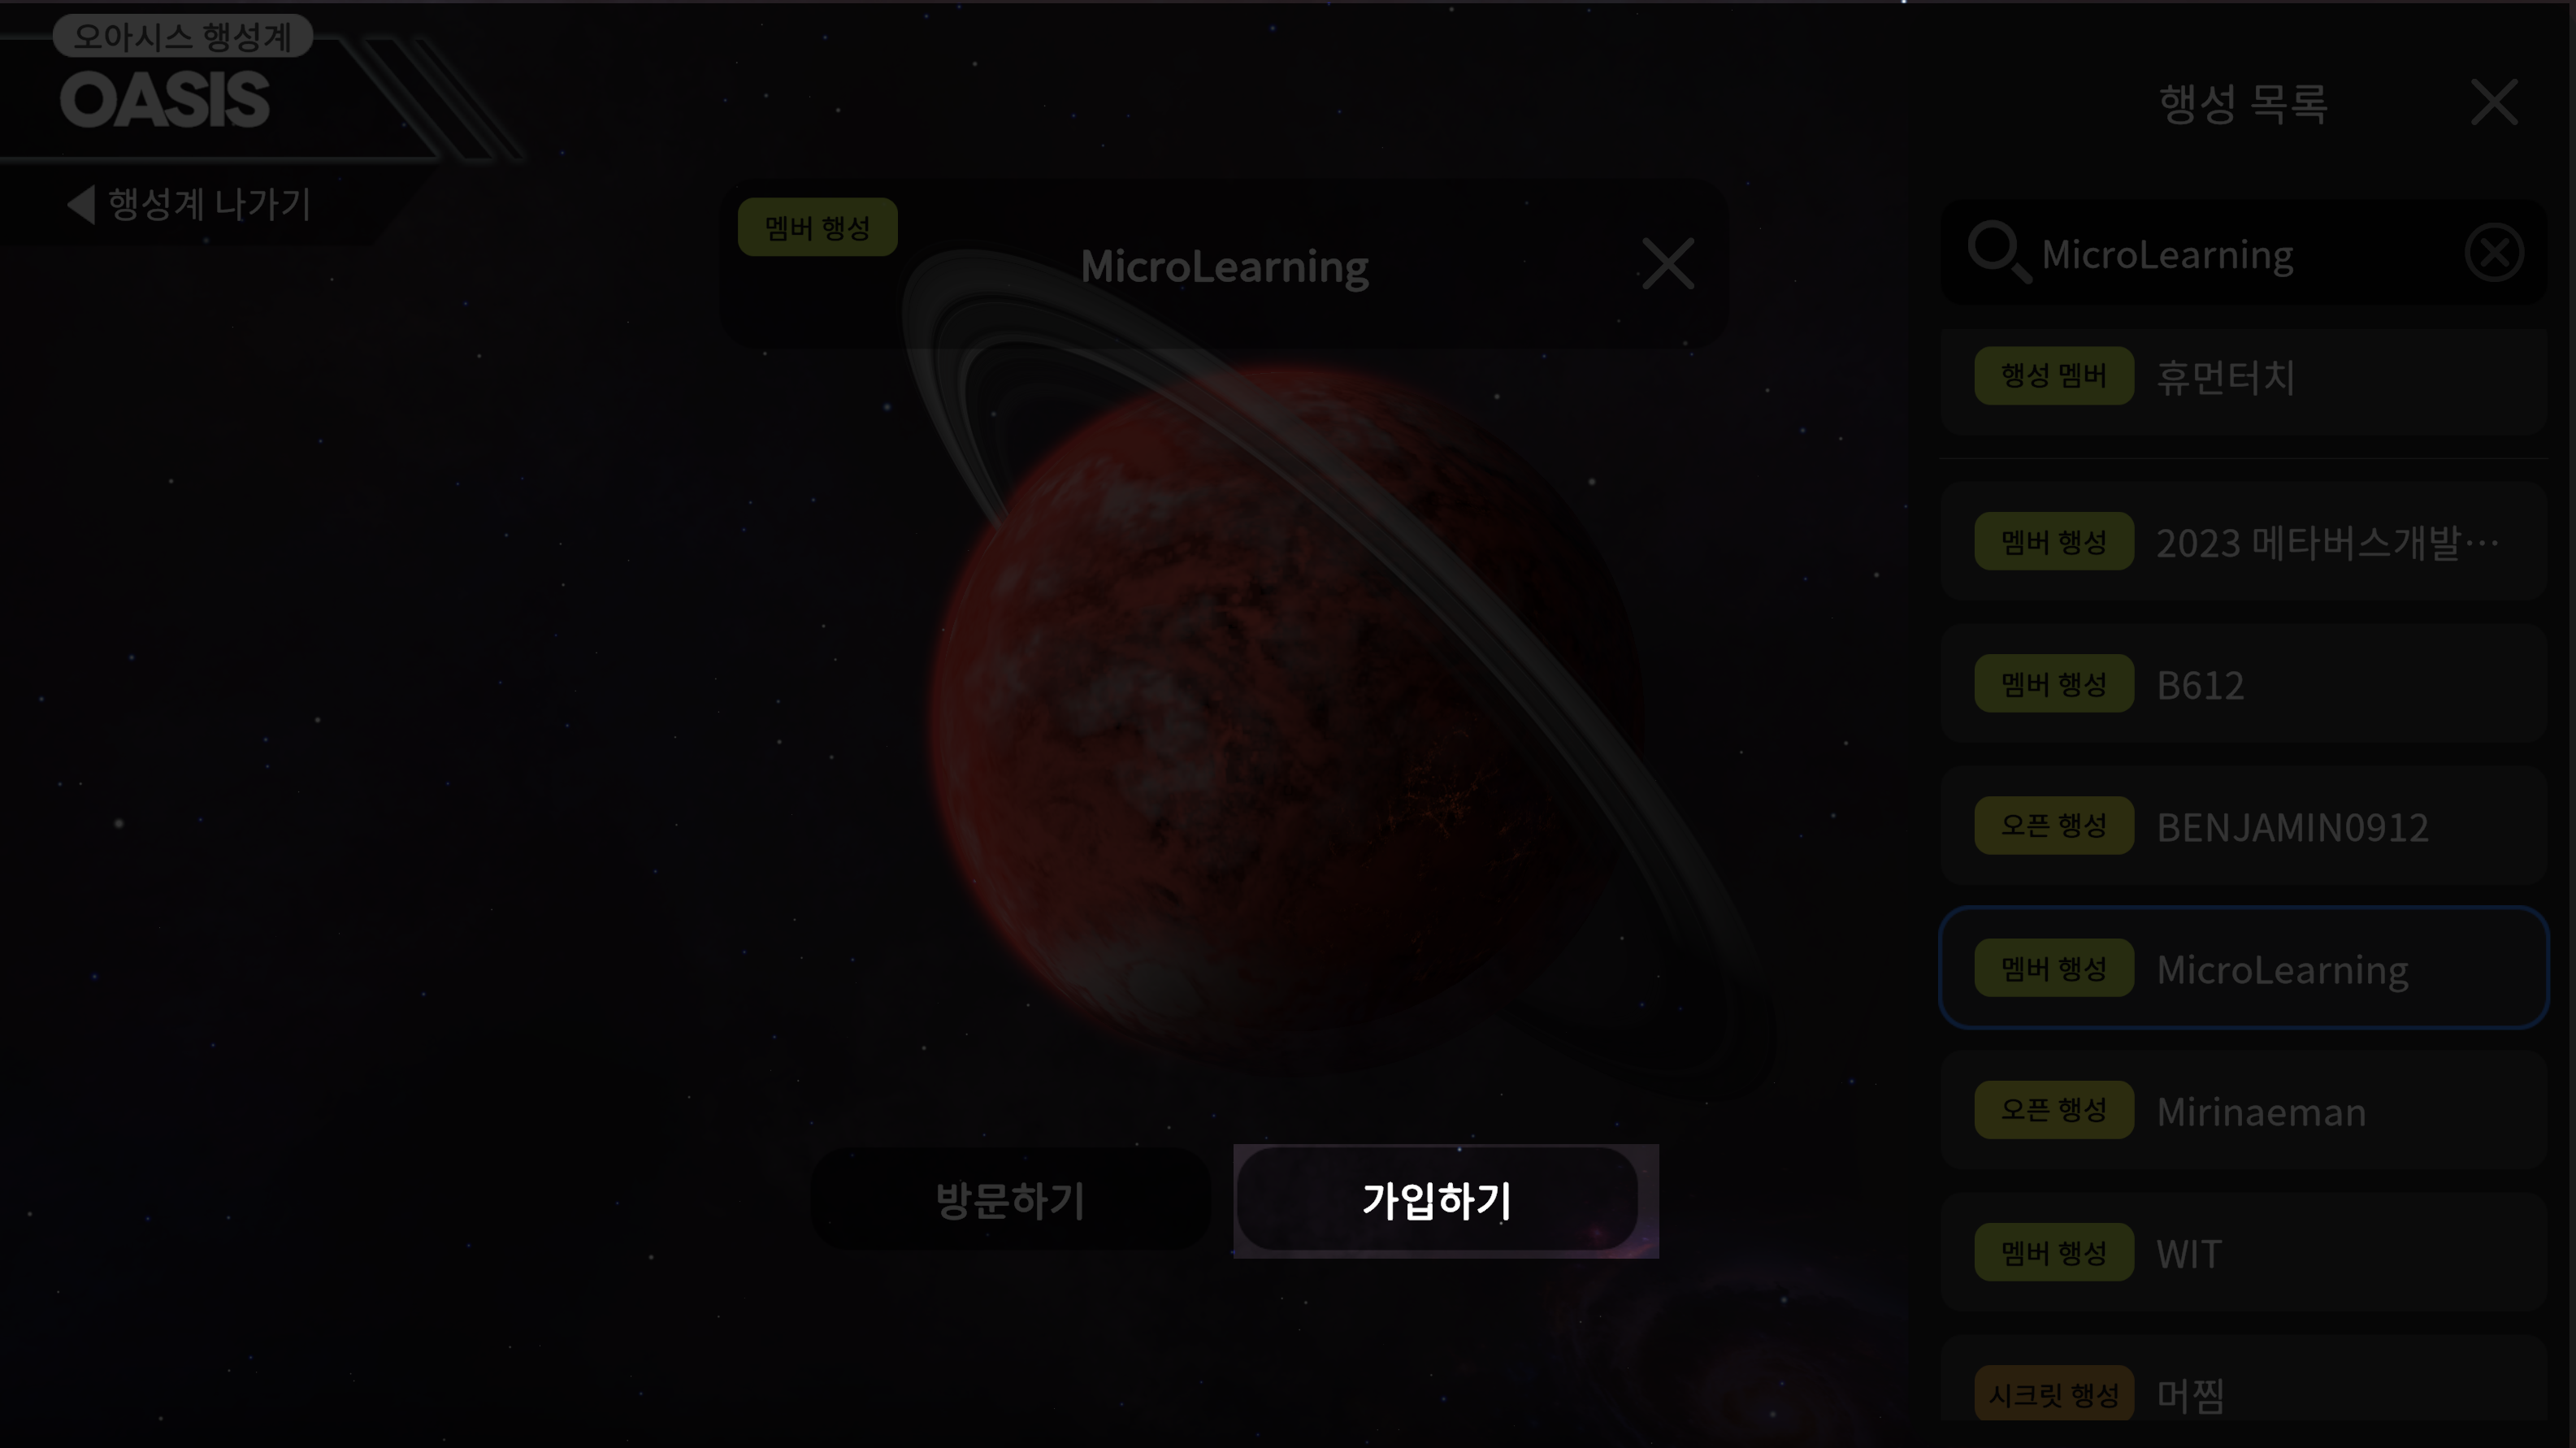 오아시스 행성계
OASIS
행성계 나가기
멤버 행성
MicroLearning
방문하기
가입하기
행성 목록
MicroLearning
행성 멤버 휴먼터치
멤버 행성 2023 메타버스개발…
멤버 행성 B612
오픈 행성 BENJAMIN0912
멤버 행성 MicroLearning
오픈 행성 Mirinaeman
멤버 행성 WIT
시크릿 행성 머찜